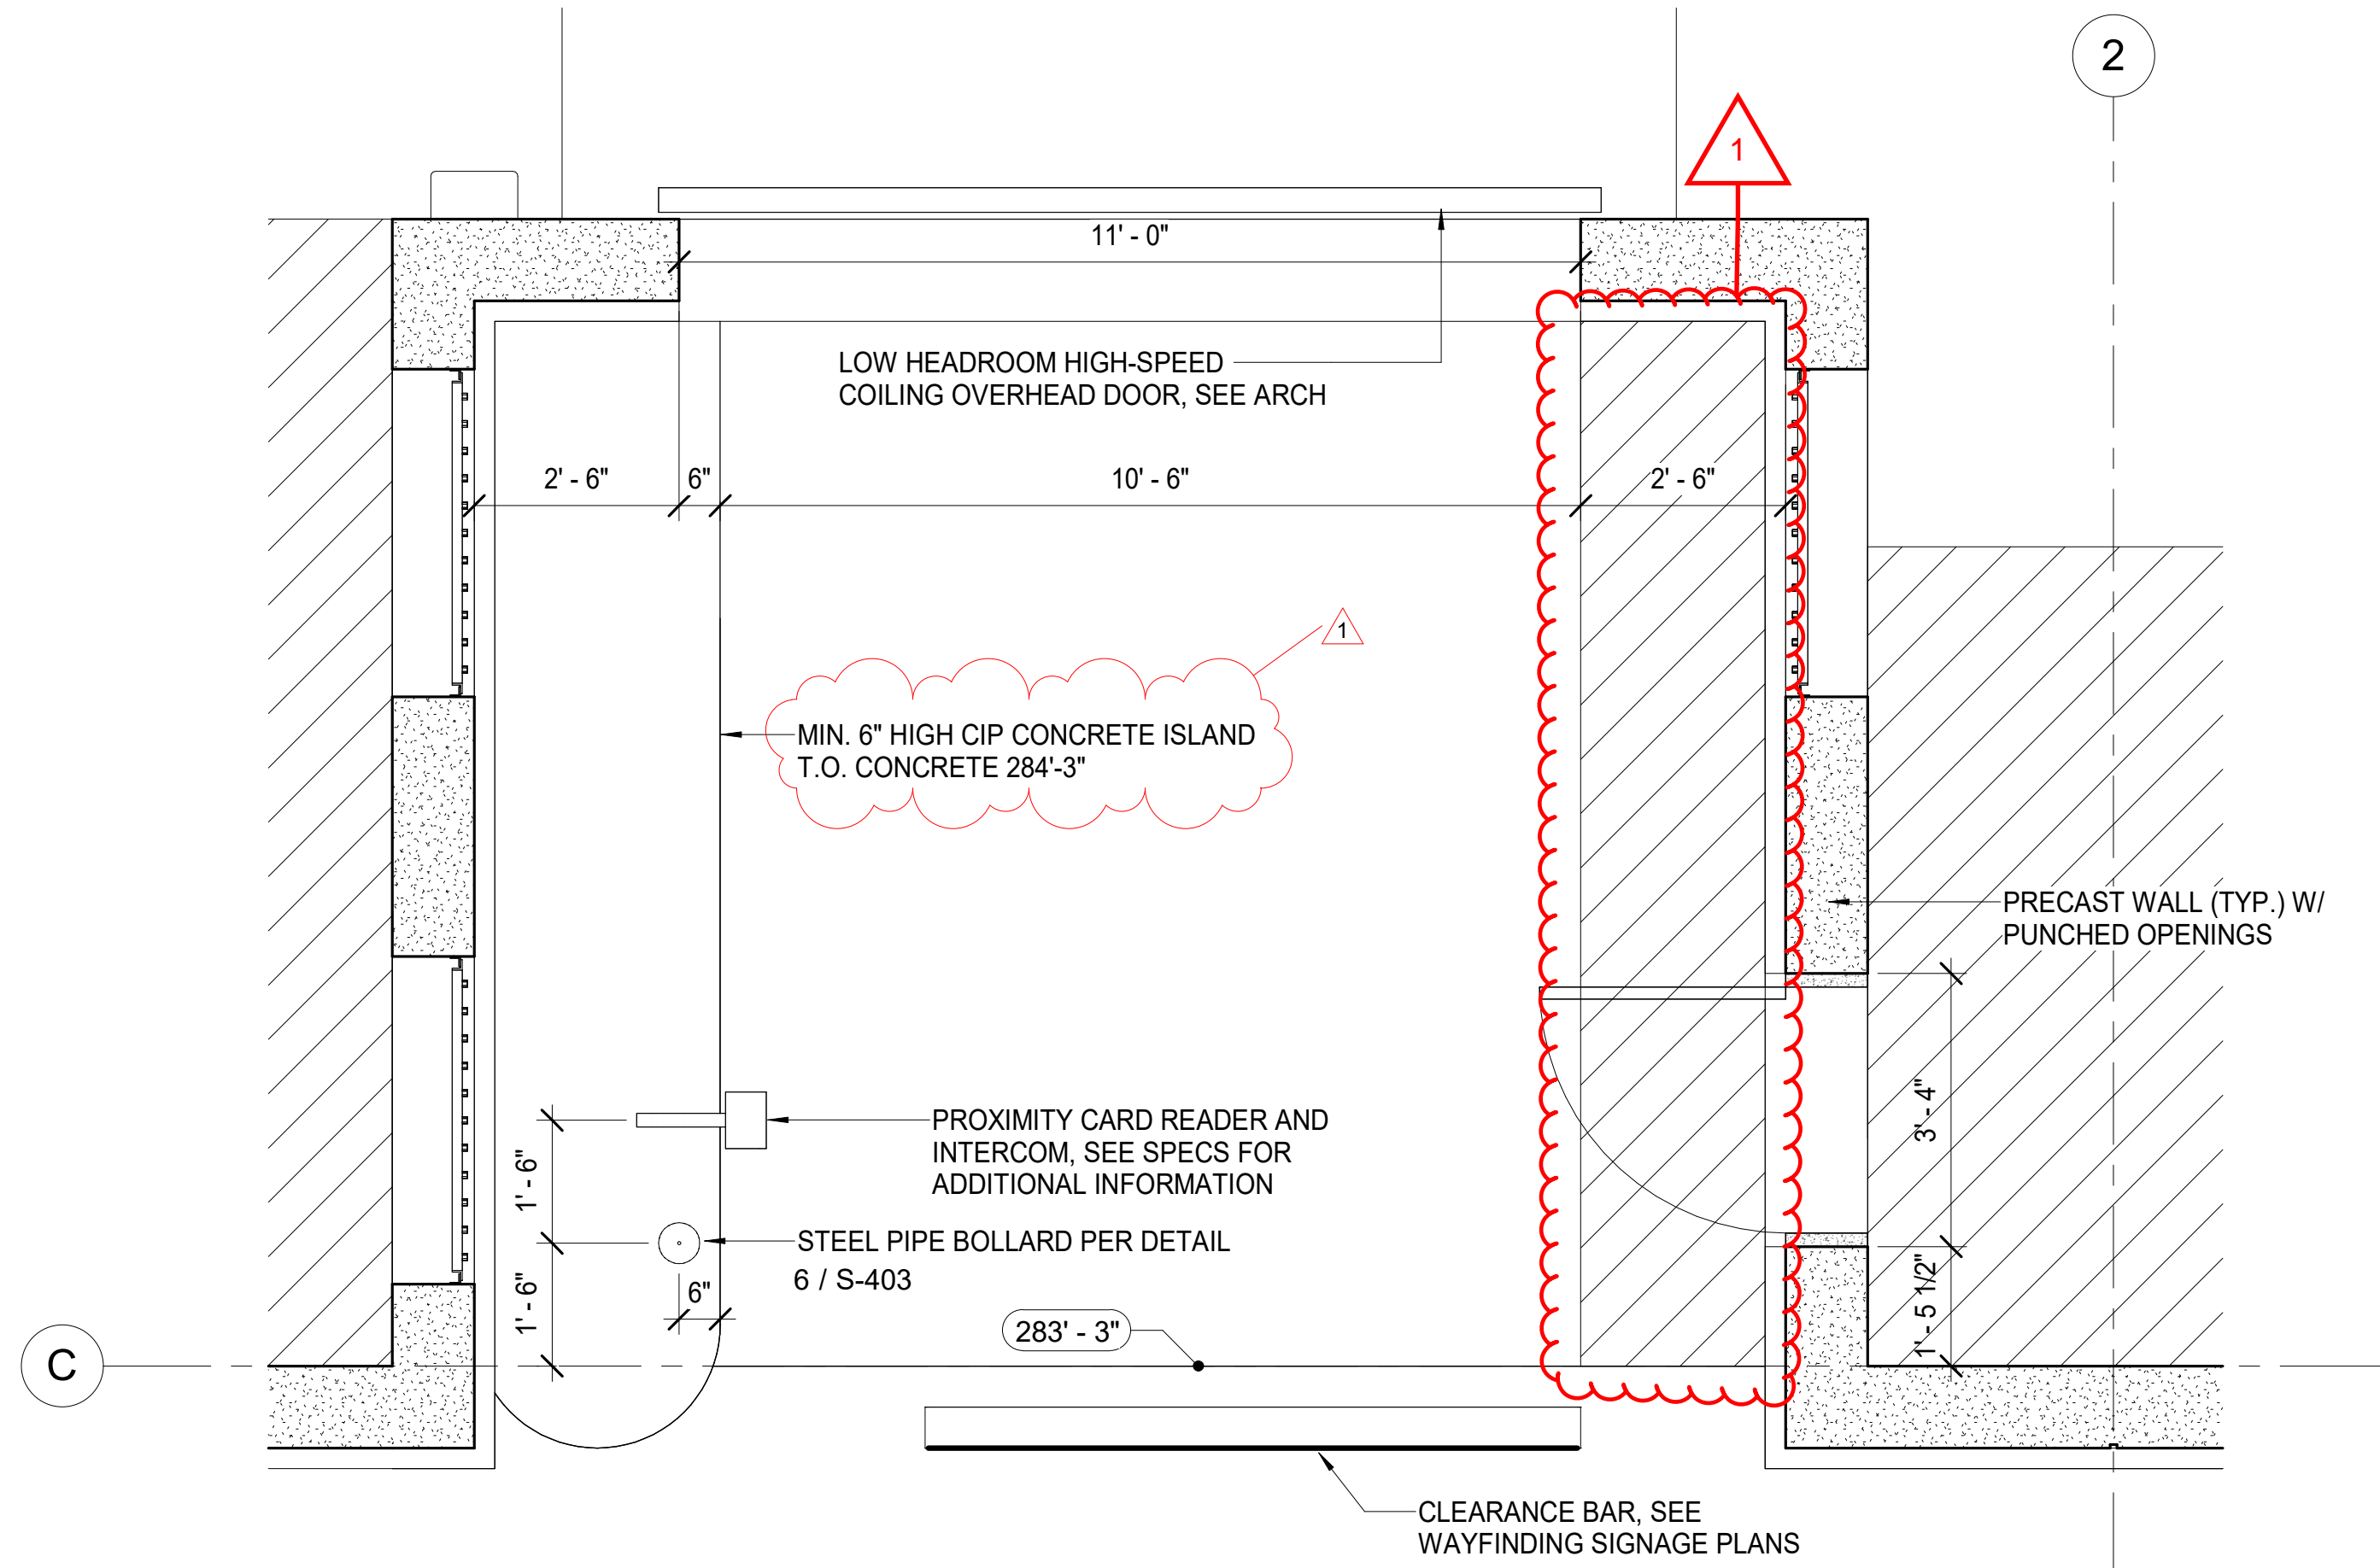 2
1
11' - 0"
LOW HEADROOM HIGH-SPEED
COILING OVERHEAD DOOR, SEE ARCH
2' - 6"
6"
10' - 6"
2' - 6"
1
MIN. 6" HIGH CIP CONCRETE ISLAND
T.O. CONCRETE 284'-3"
PRECAST WALL (TYP.) W/
PUNCHED OPENINGS
3' - 4"
PROXIMITY CARD READER AND
INTERCOM, SEE SPECS FOR
ADDITIONAL INFORMATION
1' - 6"
STEEL PIPE BOLLARD PER DETAIL
6 / S-403
1' - 6"
6"
1' - 5 1/2"
283' - 3"
C
CLEARANCE BAR, SEE
WAYFINDING SIGNAGE PLANS